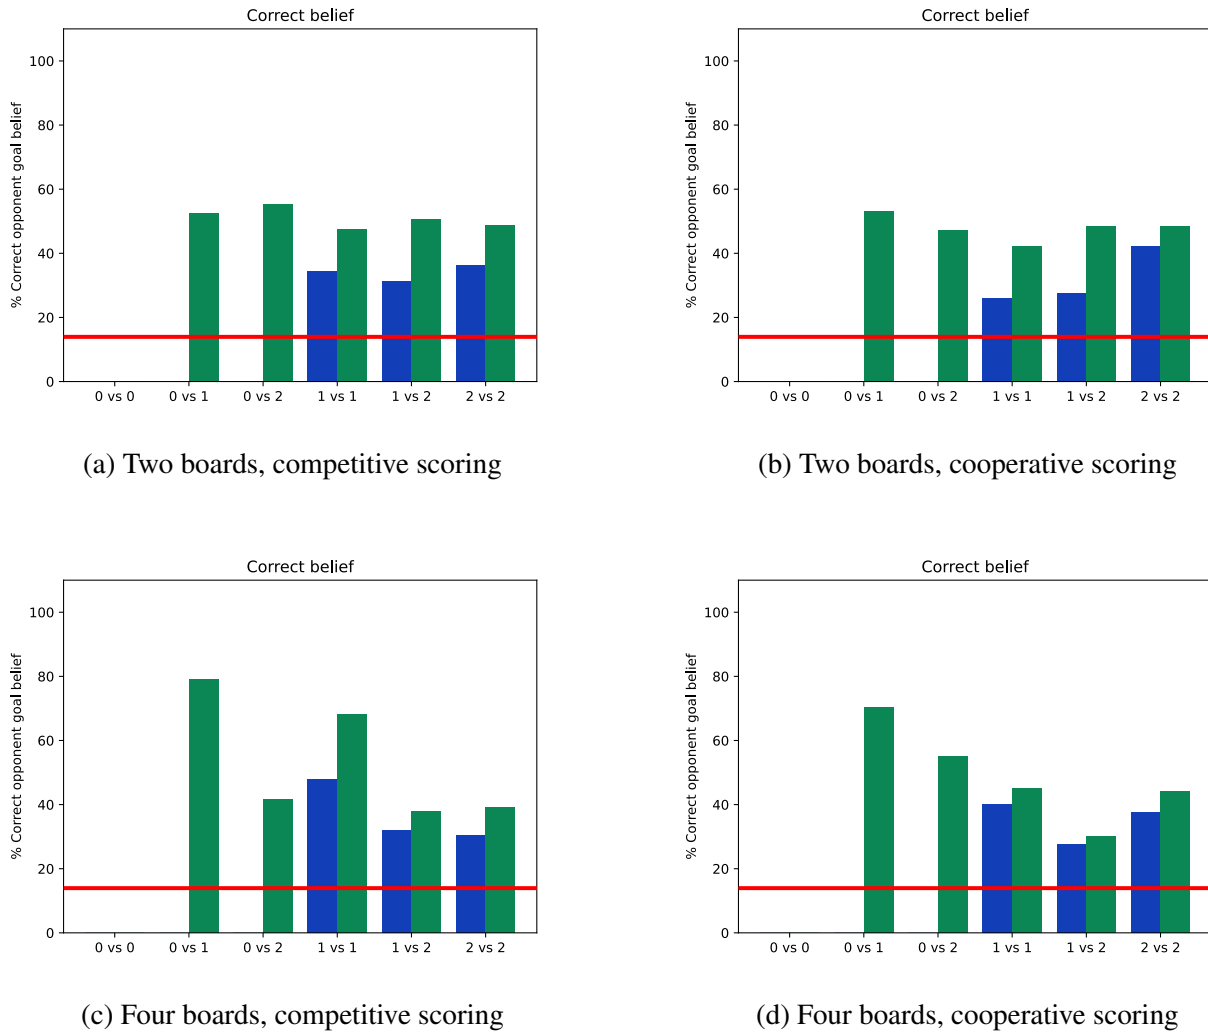 Correct belief
% Correct opponent goal belief
100
80
60
40
20
0
0 vs 0 0 vs 1 0 vs 2 1 vs 1 1 vs 2 2 vs 2
(a) Two boards, competitive scoring
Correct belief
% Correct opponent goal belief
100
80
60
40
20
0
0 vs 0 0 vs 1 0 vs 2 1 vs 1 1 vs 2 2 vs 2
(b) Two boards, cooperative scoring
Correct belief
% Correct opponent goal belief
100
80
60
40
20
0
0 vs 0 0 vs 1 0 vs 2 1 vs 1 1 vs 2 2 vs 2
(c) Four boards, competitive scoring
Correct belief
% Correct opponent goal belief
100
80
60
40
20
0
0 vs 0 0 vs 1 0 vs 2 1 vs 1 1 vs 2 2 vs 2
(d) Four boards, cooperative scoring